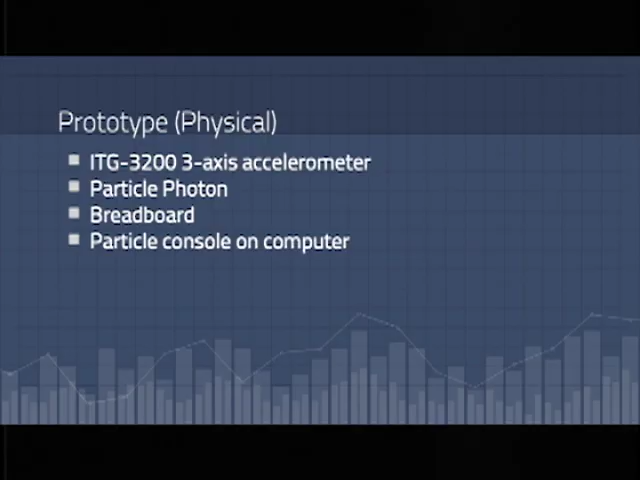 Prototype (Physical)
ITG-3200 3-axis accelerometer
Particle Photon
Breadboard
Particle console on computer